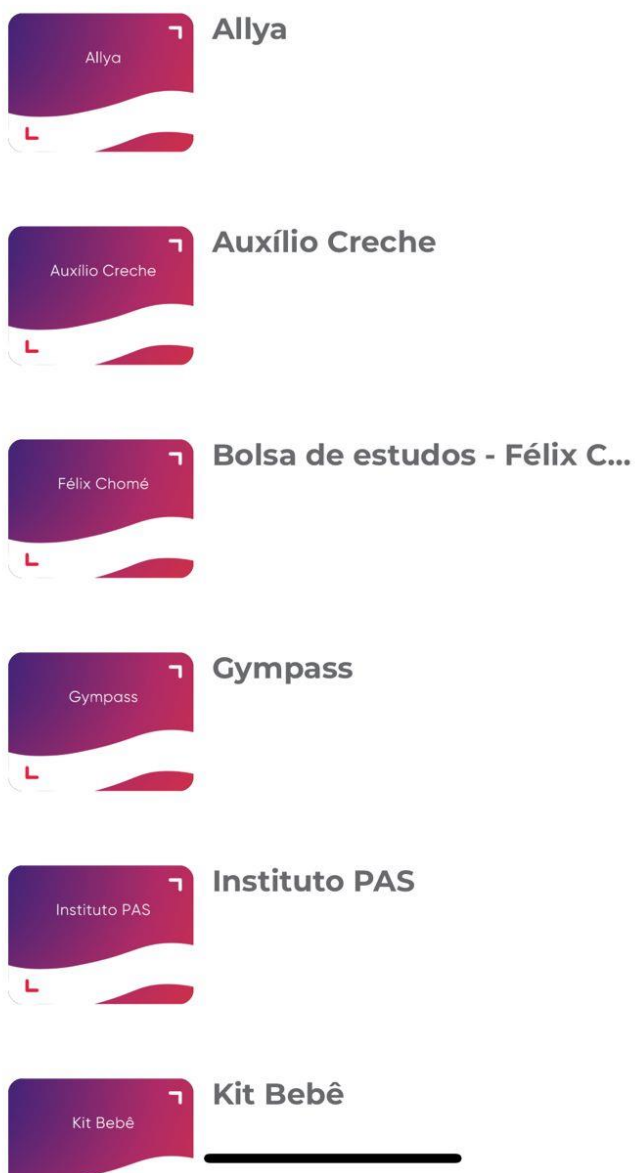 Allya
Allya
Auxílio Creche
Auxílio Creche
Bolsa de estudos - Félix C...
Félix Chomé
Gympass
Gympass
Instituto PAS
Instituto PAS
Kit Bebê
Kit Bebê